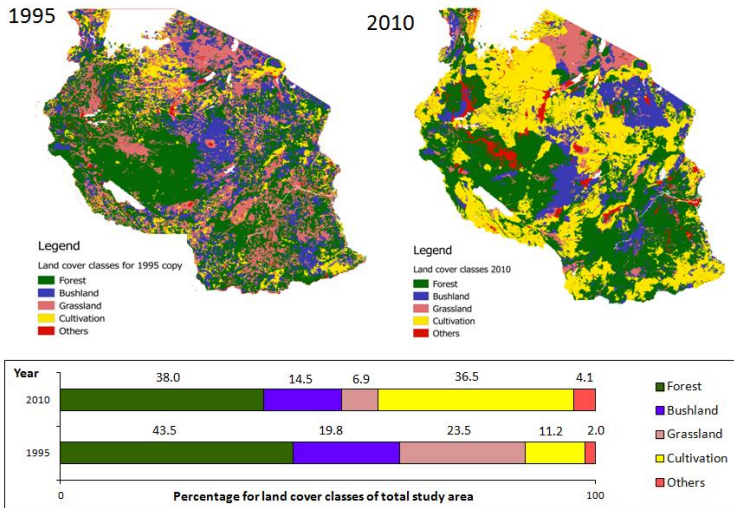 1995
2010
Legend
Land cover classes for 1995 copy
Forest
Bushland
Grassland
Cultivation
Others
Legend
Land cover classes 2010
Forest
Bushland
Grassland
Cultivation
Others
Year
38.0 14.5 6.9 36.5 4.1
2010
43.5 19.8 23.5 11.2 2.0
1995
0 100
Percentage for land cover classes of total study area
Forest
Bushland
Grassland
Cultivation
Others